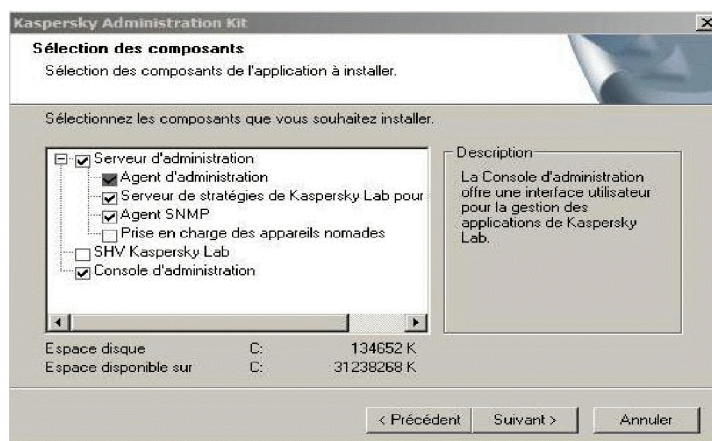 Kaspersky Administration Kit
Sélection des composants
Sélection des composants de l'application à installer.
Sélectionnez les composants que vous souhaitez installer.
Serveur d'administration
Agent d'administration
Serveur de stratégies de Kaspersky Lab pour
Agent SNMP
Prise en charge des appareils nomades
SHV Kaspersky Lab
Console d'administration
Description
La Console d'administration
offre une interface utilisateur
pour la gestion des
applications de Kaspersky
Lab.
Espace disque C: 134652 K
Espace disponible sur C: 31238268 K
< Précédent Suivant > Annuler